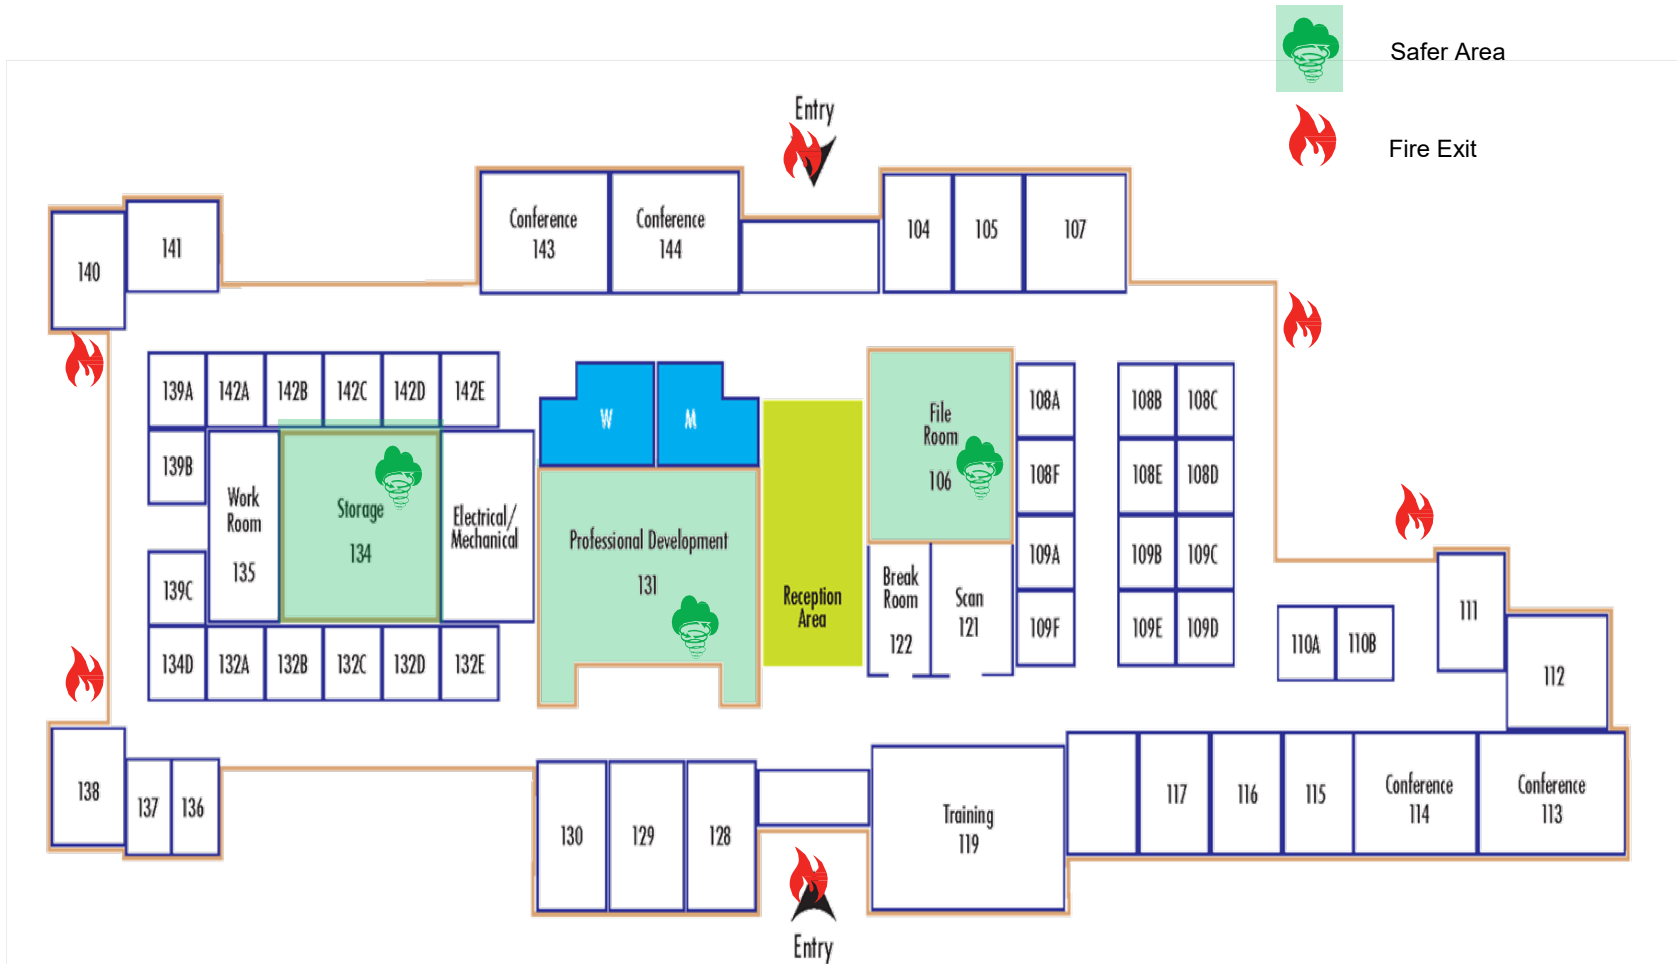 Safer Area
Fire Exit
Entry
140
141
Conference
143
Conference
144
104
105
107
139A
142A
142B
142C
142D
142E
139B
Work
Room
135
Storage
134
Electrical/
Mechanical
139C
134D
132A
132B
132C
132D
132E
W
M
Professional Development
131
Reception
Area
File
Room
106
Break
Room
122
Scan
121
108A
108F
109A
109F
108B
108C
108E
108D
109B
109C
109E
109D
110A
110B
111
112
138
137
136
130
129
128
Training
119
117
116
115
Conference
114
Conference
113
Entry